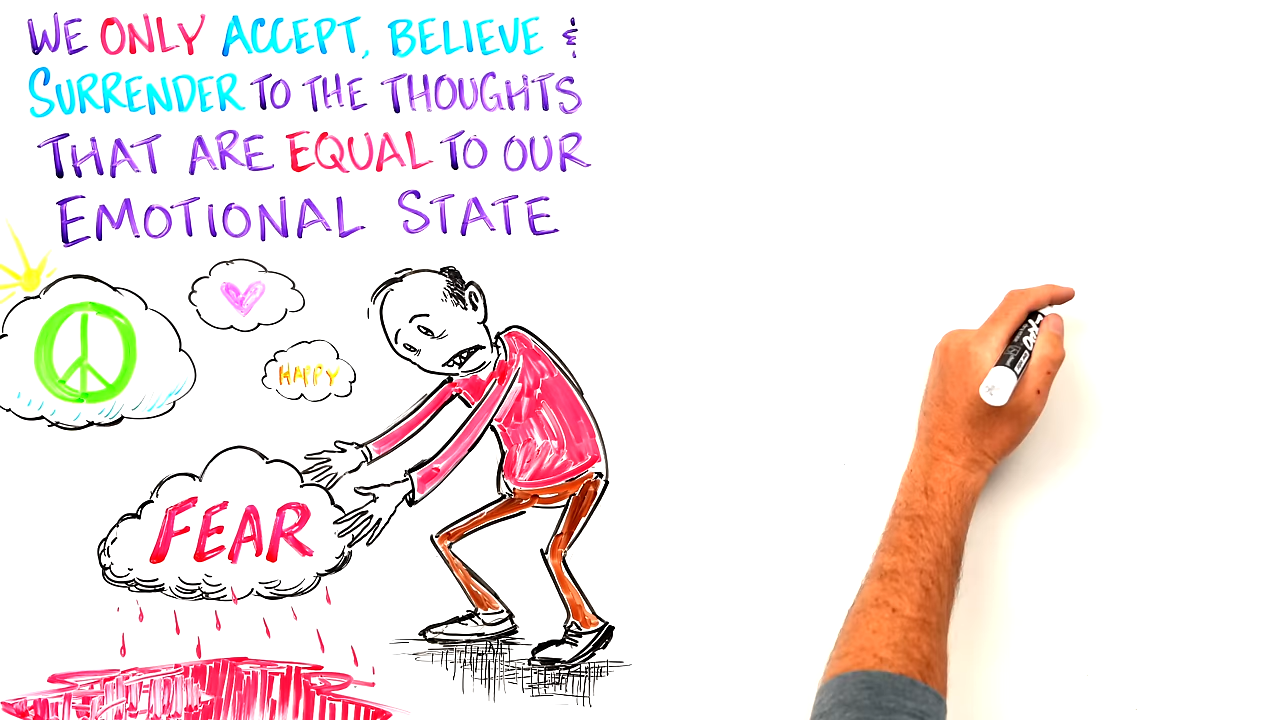 WE ONLY ACCEPT, BELIEVE &
SURRENDER TO THE THOUGHTS
THAT ARE EQUAL TO OUR
EMOTIONAL STATE
HAPPY
FEAR